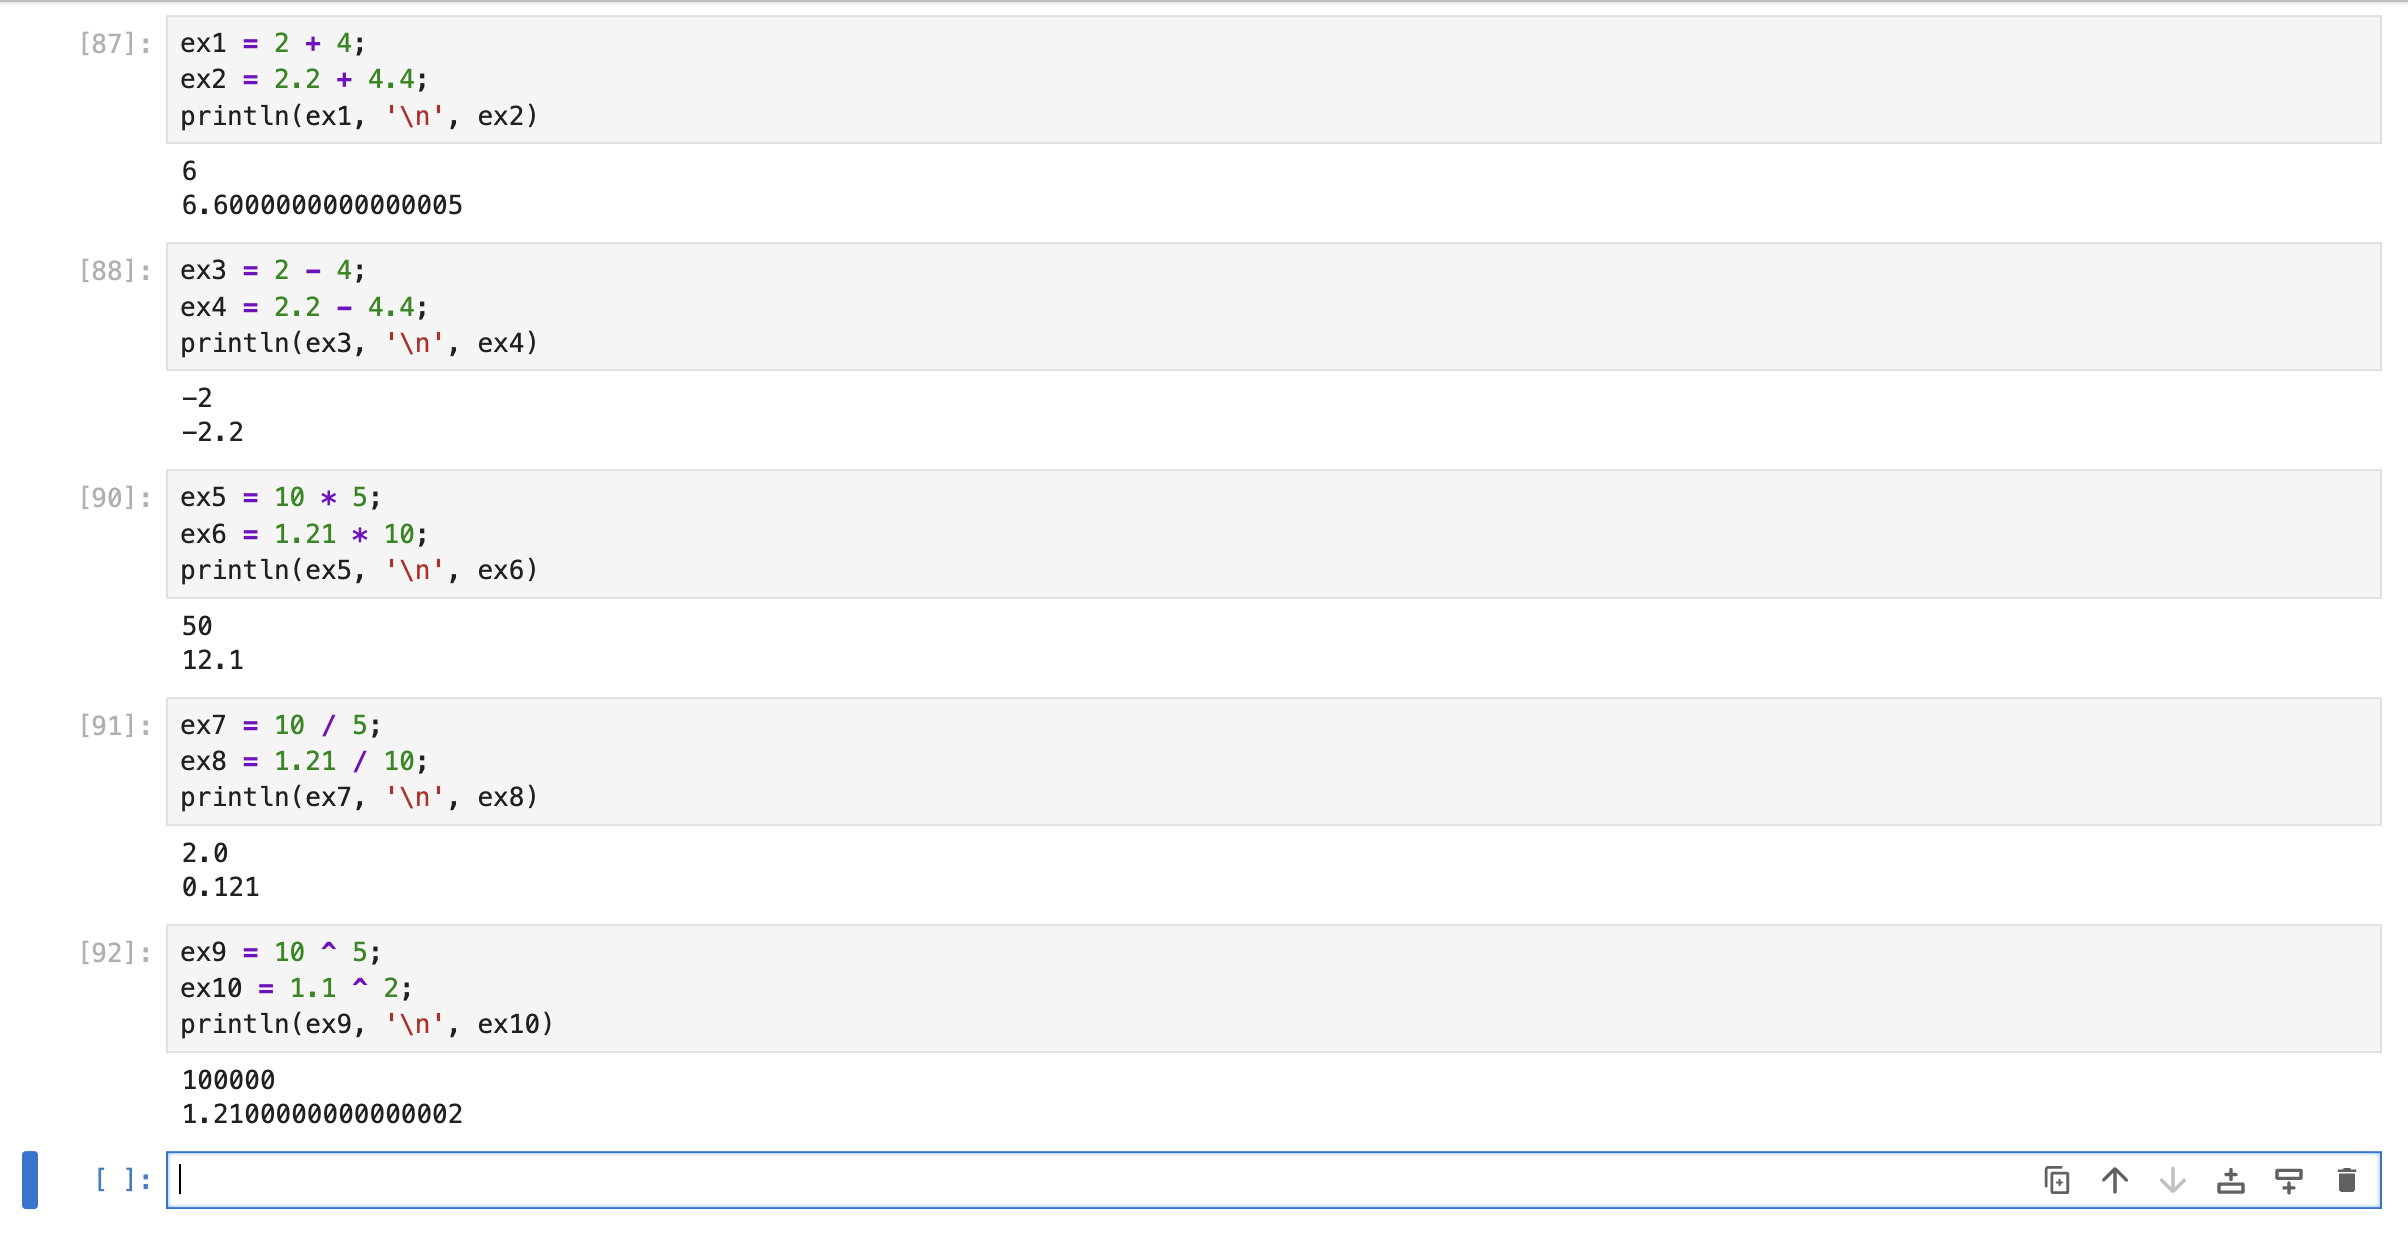 [87]: ex1 = 2 + 4;
ex2 = 2.2 + 4.4;
println(ex1, '\n', ex2)
6
6.6000000000000005
[88]: ex3 = 2 - 4;
ex4 = 2.2 - 4.4;
println(ex3, '\n', ex4)
-2
-2.2
[90]: ex5 = 10 * 5;
ex6 = 1.21 * 10;
println(ex5, '\n', ex6)
50
12.1
[91]: ex7 = 10 / 5;
ex8 = 1.21 / 10;
println(ex7, '\n', ex8)
2.0
0.121
[92]: ex9 = 10 ^ 5;
ex10 = 1.1 ^ 2;
println(ex9, '\n', ex10)
100000
1.2100000000000002
[ ]: